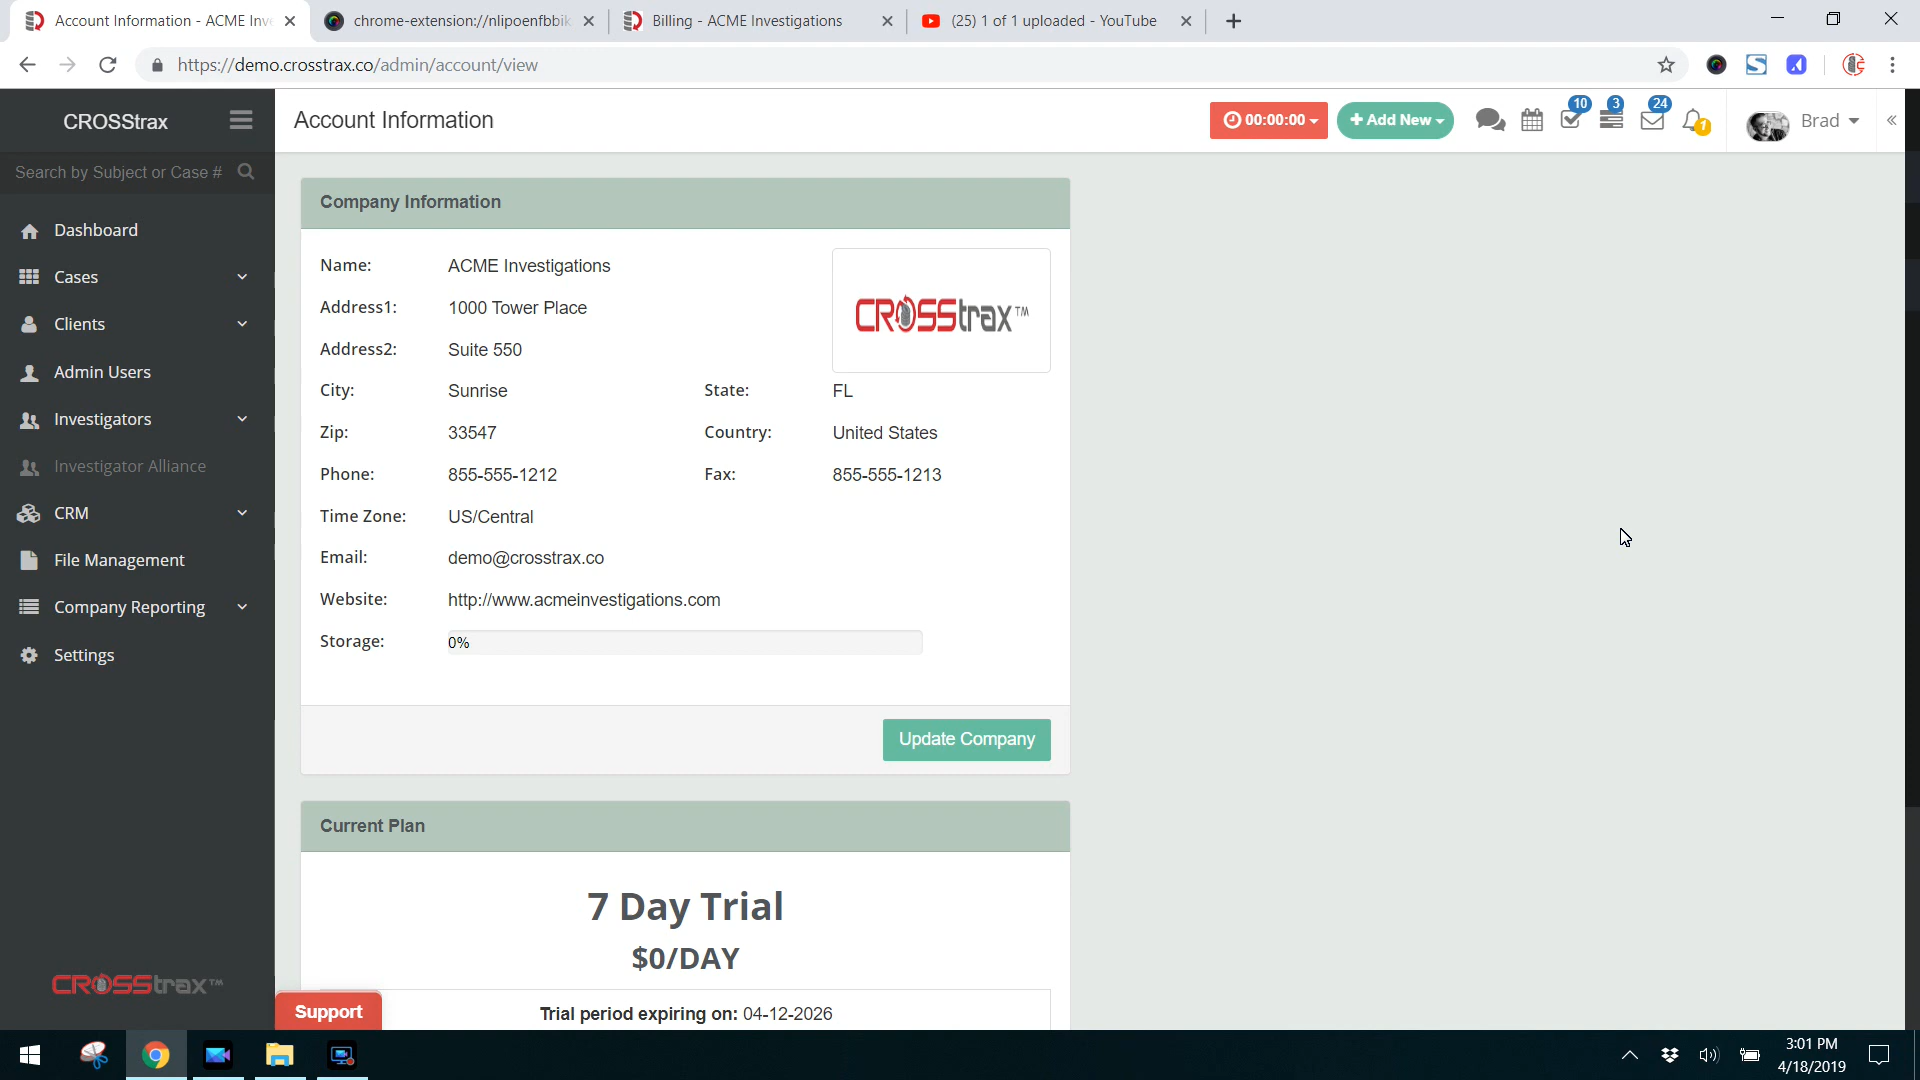 Account Information - ACME Inve
chrome-extension://nlipoenfbbik
Billing - ACME Investigations
(25) 1 of 1 uploaded - YouTube
https://demo.crosstrax.co/admin/account/view
CROSStrax
Account Information
00:00:00
+ Add New
10
3
24
1
Brad
Search by Subject or Case #
Dashboard
Cases
Clients
Admin Users
Investigators
Investigator Alliance
CRM
File Management
Company Reporting
Settings
CROSStrax™
Support
Company Information
Name: ACME Investigations
CROSStrax™
Address1: 1000 Tower Place
Address2: Suite 550
City: Sunrise State: FL
Zip: 33547 Country: United States
Phone: 855-555-1212 Fax: 855-555-1213
Time Zone: US/Central
Email: demo@crosstrax.co
Website: http://www.acmeinvestigations.com
Storage: 0%
Update Company
Current Plan
7 Day Trial
$0/DAY
Trial period expiring on: 04-12-2026
3:01 PM
4/18/2019